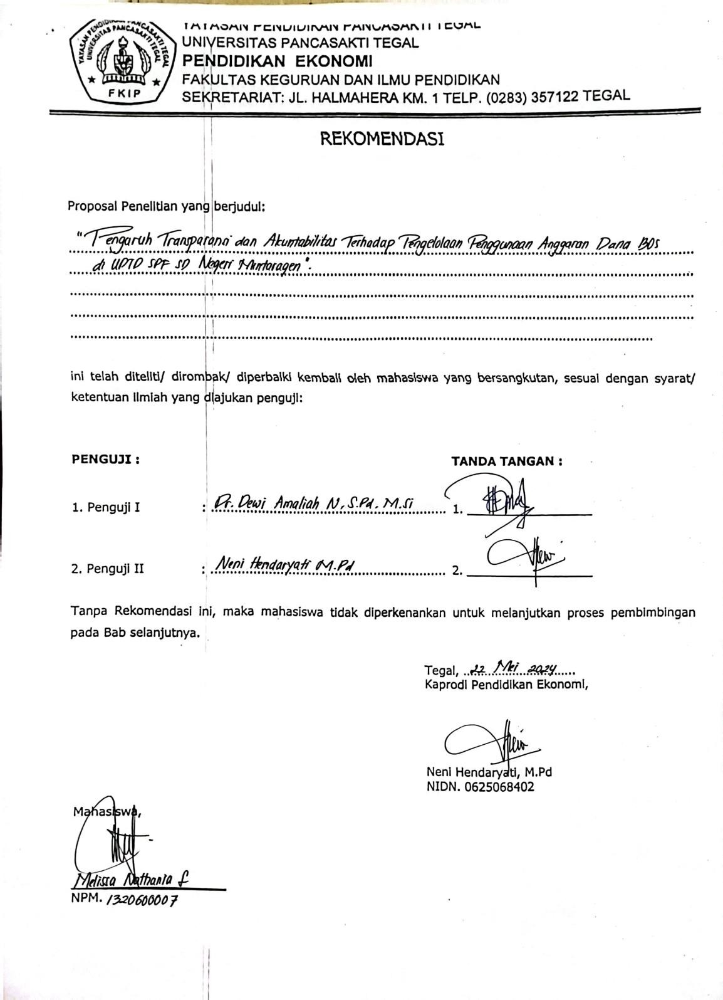 YAYASAN PENDIDIKAN PANCASAKTI TEGAL
UNIVERSITAS PANCASAKTI TEGAL
FKIP
YAYASAN PENDIDIKAN PANCASAKTI TEGAL
UNIVERSITAS PANCASAKTI TEGAL
PENDIDIKAN EKONOMI
FAKULTAS KEGURUAN DAN ILMU PENDIDIKAN
SEKRETARIAT: JL. HALMAHERA KM. 1 TELP. (0283) 357122 TEGAL
REKOMENDASI
Proposal Penelitian yang berjudul:
"Pengaruh Transparansi dan Akuntabilitas Terhadap Pengelolaan Penggunaan Anggaran Dana BOS
di UPTD SPF SD Negeri Mintaragen".
ini telah diteliti/ dirombak/ diperbaiki kembali oleh mahasiswa yang bersangkutan, sesuai dengan syarat/
ketentuan ilmiah yang diajukan penguji:
PENGUJI : TANDA TANGAN :
1. Penguji I : Dr. Dewi Amaliah N, S.Pd. M.Si 1.
2. Penguji II : Neni Hendaryati M.Pd 2.
Tanpa Rekomendasi ini, maka mahasiswa tidak diperkenankan untuk melanjutkan proses pembimbingan
pada Bab selanjutnya.
Tegal, 22 Mei 2024
Kaprodi Pendidikan Ekonomi,
Neni Hendaryati, M.Pd
NIDN. 0625068402
Mahasiswa,
Melissa Nathania F
NPM. 1320600007